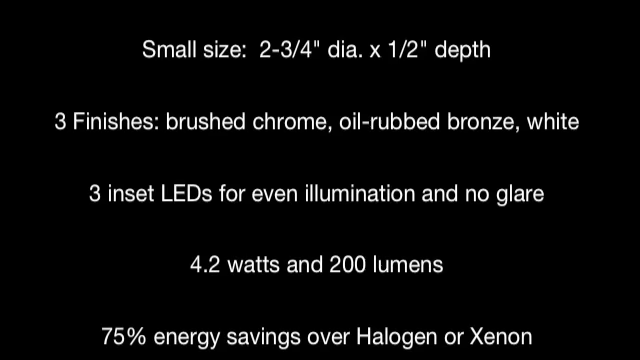 Small size:  2-3/4" dia. x 1/2" depth
3 Finishes: brushed chrome, oil-rubbed bronze, white
3 inset LEDs for even illumination and no glare
4.2 watts and 200 lumens
75% energy savings over Halogen or Xenon